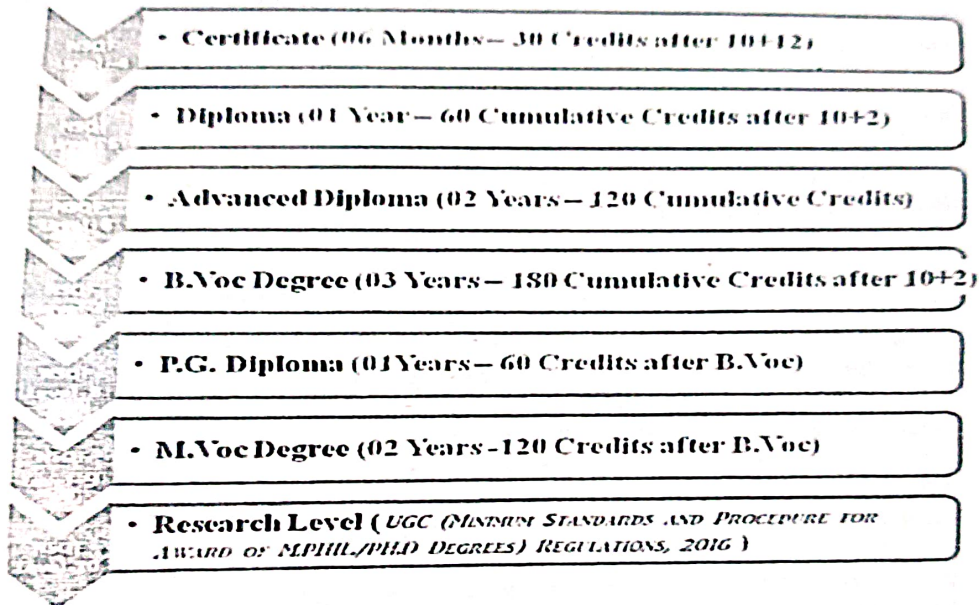 • Certificate (06 Months– 30 Credits after 10+12)
• Diploma (01 Year– 60 Cumulative Credits after 10+2)
• Advanced Diploma (02 Years– 120 Cumulative Credits)
• B.Voc Degree (03 Years– 180 Cumulative Credits after 10+2)
• P.G. Diploma (01Years– 60 Credits after B.Voc)
• M.Voc Degree (02 Years -120 Credits after B.Voc)
• Research Level ( UGC (MINIMUM STANDARDS AND PROCEDURE FOR
AWARD OF M.PHIL./PH.D DEGREES) REGULATIONS, 2016 )